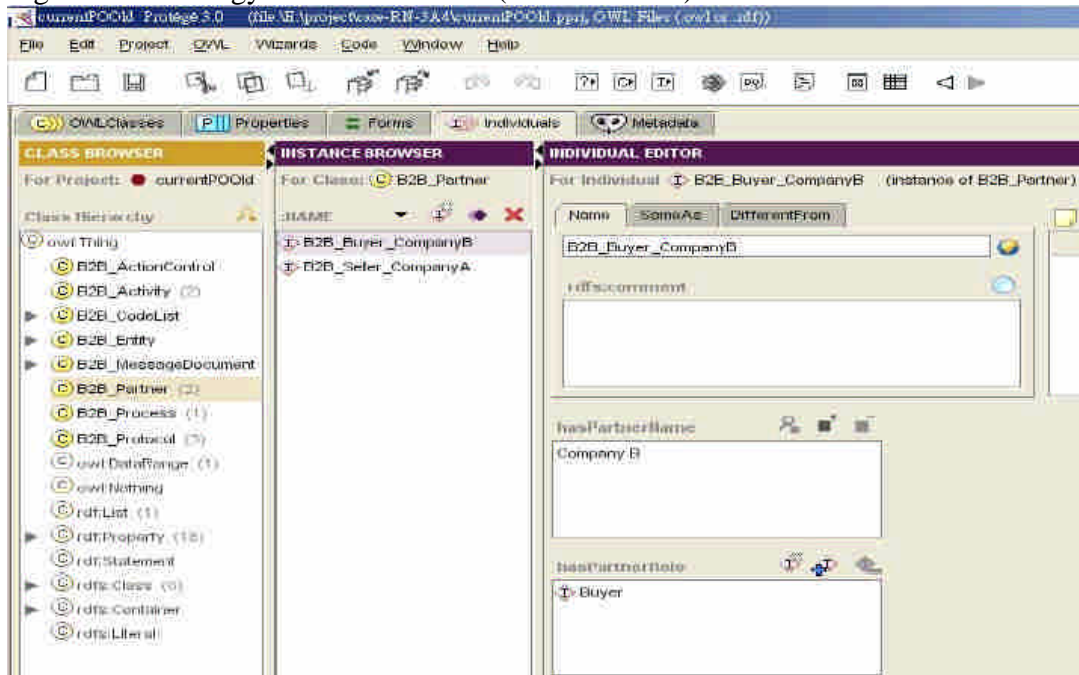 currentPOOld Protégé 3.0
File Edit Project OWL Wizards Code Window Help
OWLClasses Properties Forms Individuals Metadata
CLASS BROWSER
For Project: currentPOOld
Class Hierarchy
owl:Thing
B2B_ActionControl
B2B_Activity (2)
B2B_CodeList
B2B_Entity
B2B_MessageDocument
B2B_Partner (2)
B2B_Process (1)
B2B_Protocol
owl:DataRange (1)
owl:Nothing
rdf:List (1)
rdf:Property
rdf:Statement
rdfs:Class
rdfs:Container
rdfs:Literal
INSTANCE BROWSER
For Class: B2B_Partner
:NAME
B2B_Buyer_CompanyB
B2B_Seller_CompanyA
INDIVIDUAL EDITOR
For Individual B2B_Buyer_CompanyB (instance of B2B_Partner)
Name SameAs DifferentFrom
B2B_Buyer_CompanyB
rdfs:comment
hasPartnerName
Company B
hasPartnerRole
Buyer